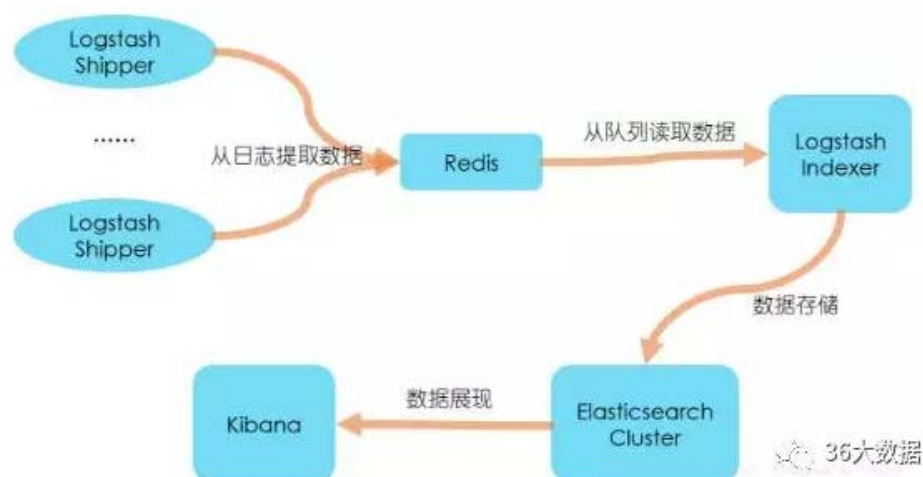 Logstash
Shipper
......
从日志提取数据
Logstash
Shipper
Redis
从队列读取数据
Logstash
Indexer
数据存储
Elasticsearch
Cluster
数据展现
Kibana
36大数据